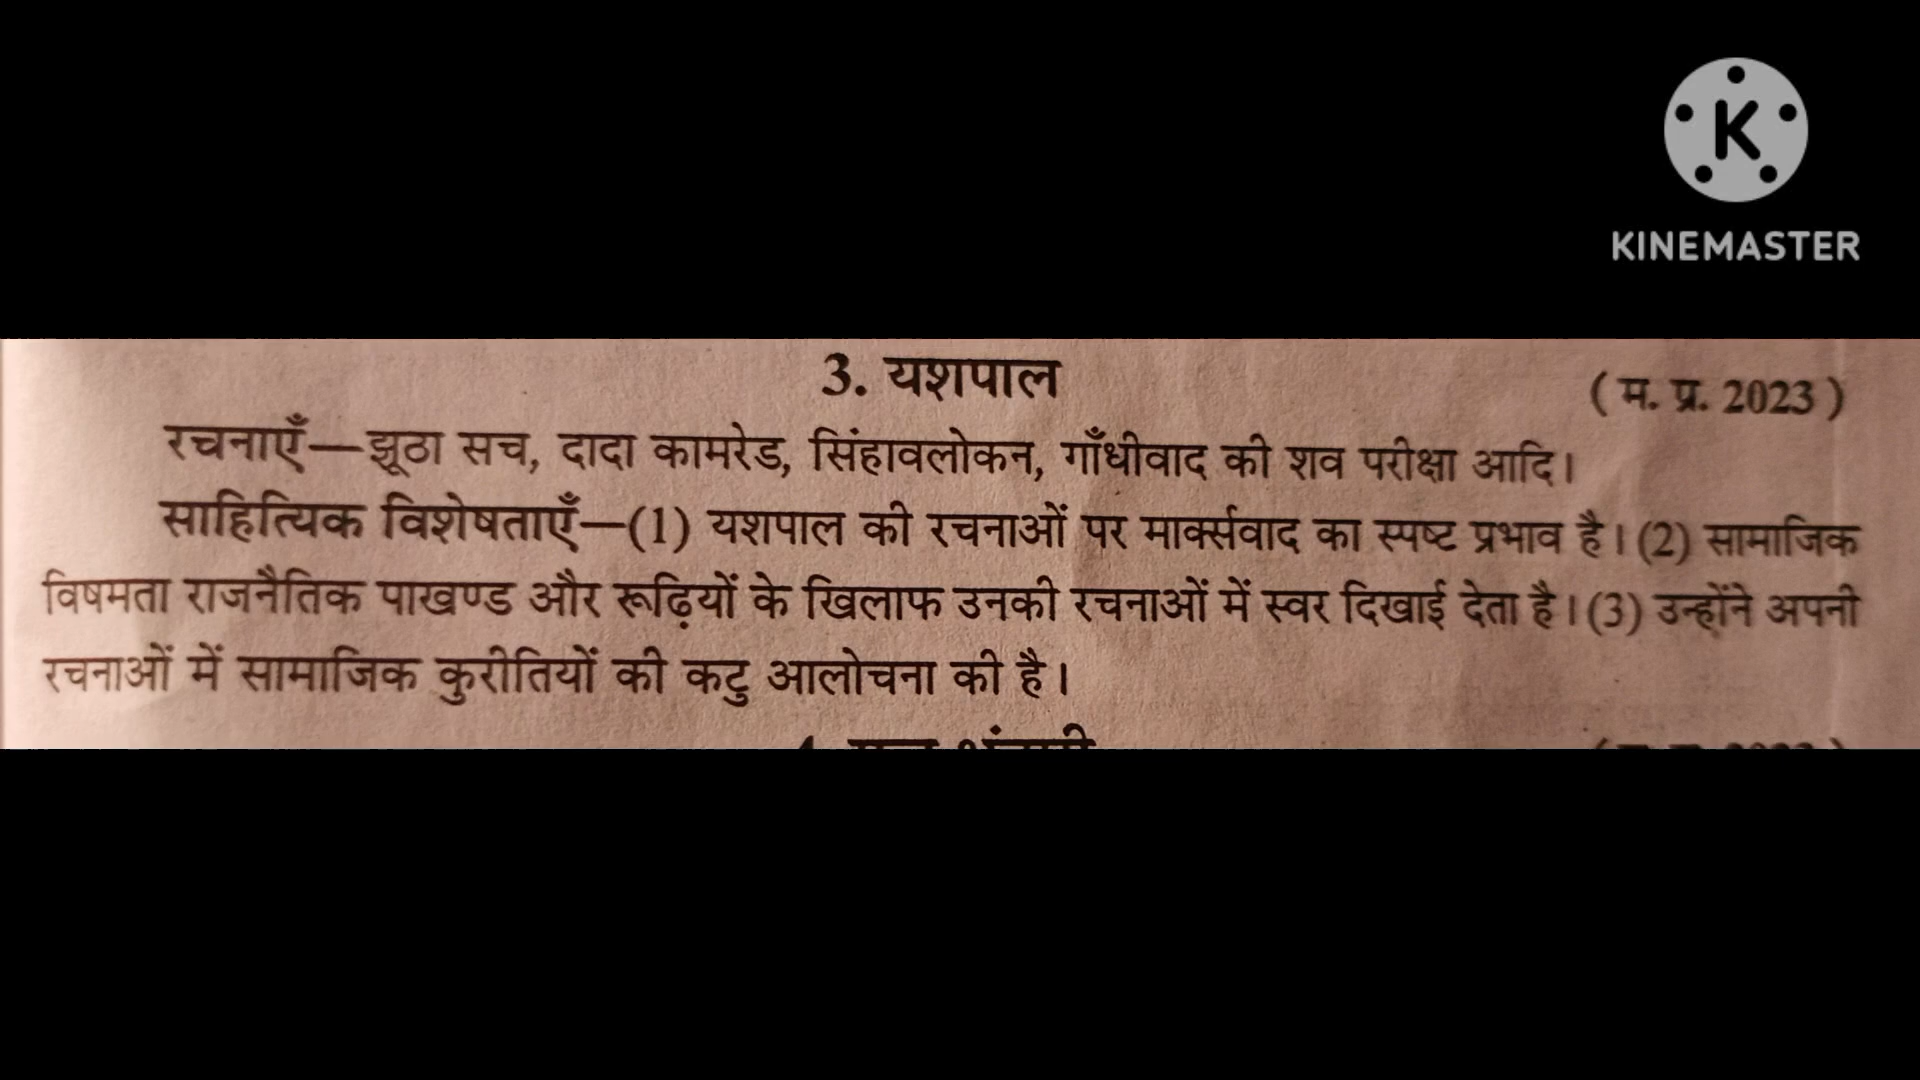 K
KINEMASTER
3. यशपाल
( म. प्र. 2023 )
रचनाएँ—झूठा सच, दादा कामरेड, सिंहावलोकन, गाँधीवाद की शव परीक्षा आदि।
साहित्यिक विशेषताएँ—(1) यशपाल की रचनाओं पर मार्क्सवाद का स्पष्ट प्रभाव है। (2) सामाजिक
विषमता राजनैतिक पाखण्ड और रूढ़ियों के खिलाफ उनकी रचनाओं में स्वर दिखाई देता है। (3) उन्होंने अपनी
रचनाओं में सामाजिक कुरीतियों की कटु आलोचना की है।